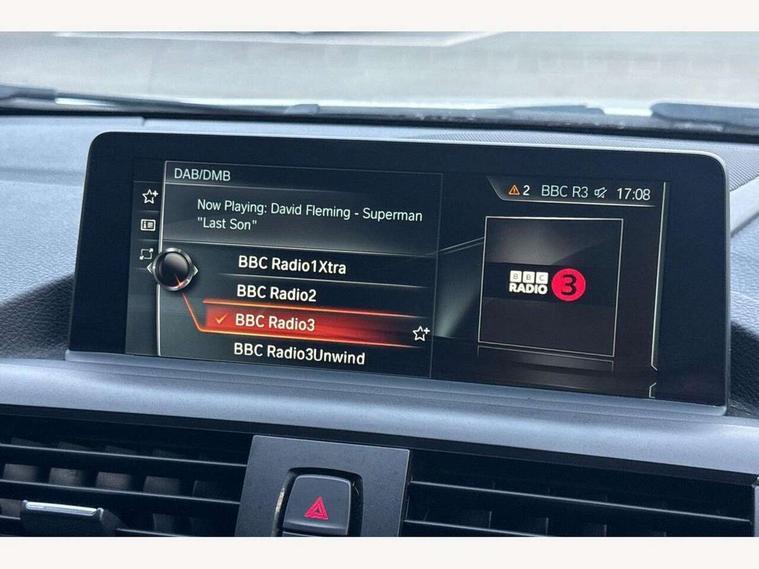 DAB/DMB
2 BBC R3 17:08
Now Playing: David Fleming - Superman
"Last Son"
BBC Radio1Xtra
BBC Radio2
BBC Radio3
BBC Radio3Unwind
BBC
RADIO 3